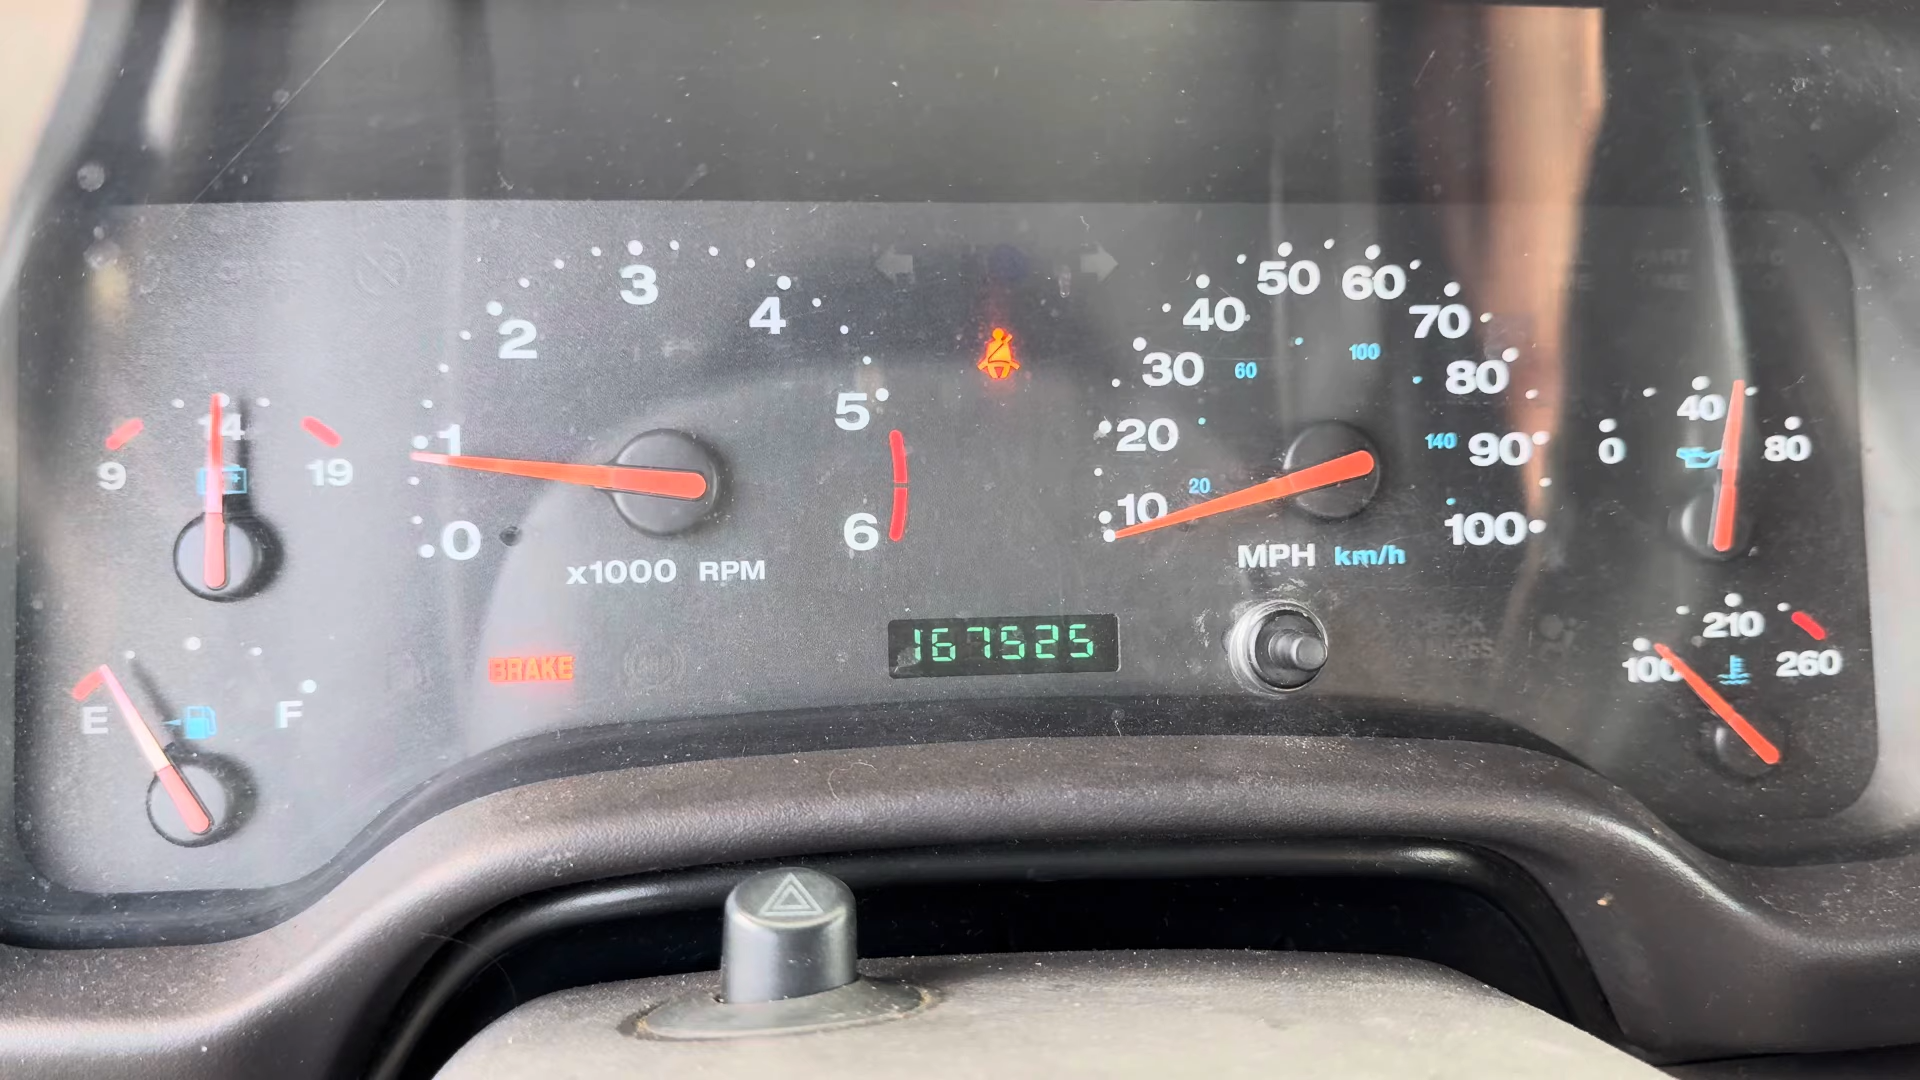 9 14 19
0 1 2 3 4 5 6
x1000 RPM
10 20 30 40 50 60 70 80 90 100
20 60 100 140
MPH km/h
0 40 80
E F
BRAKE
167525
100 210 260